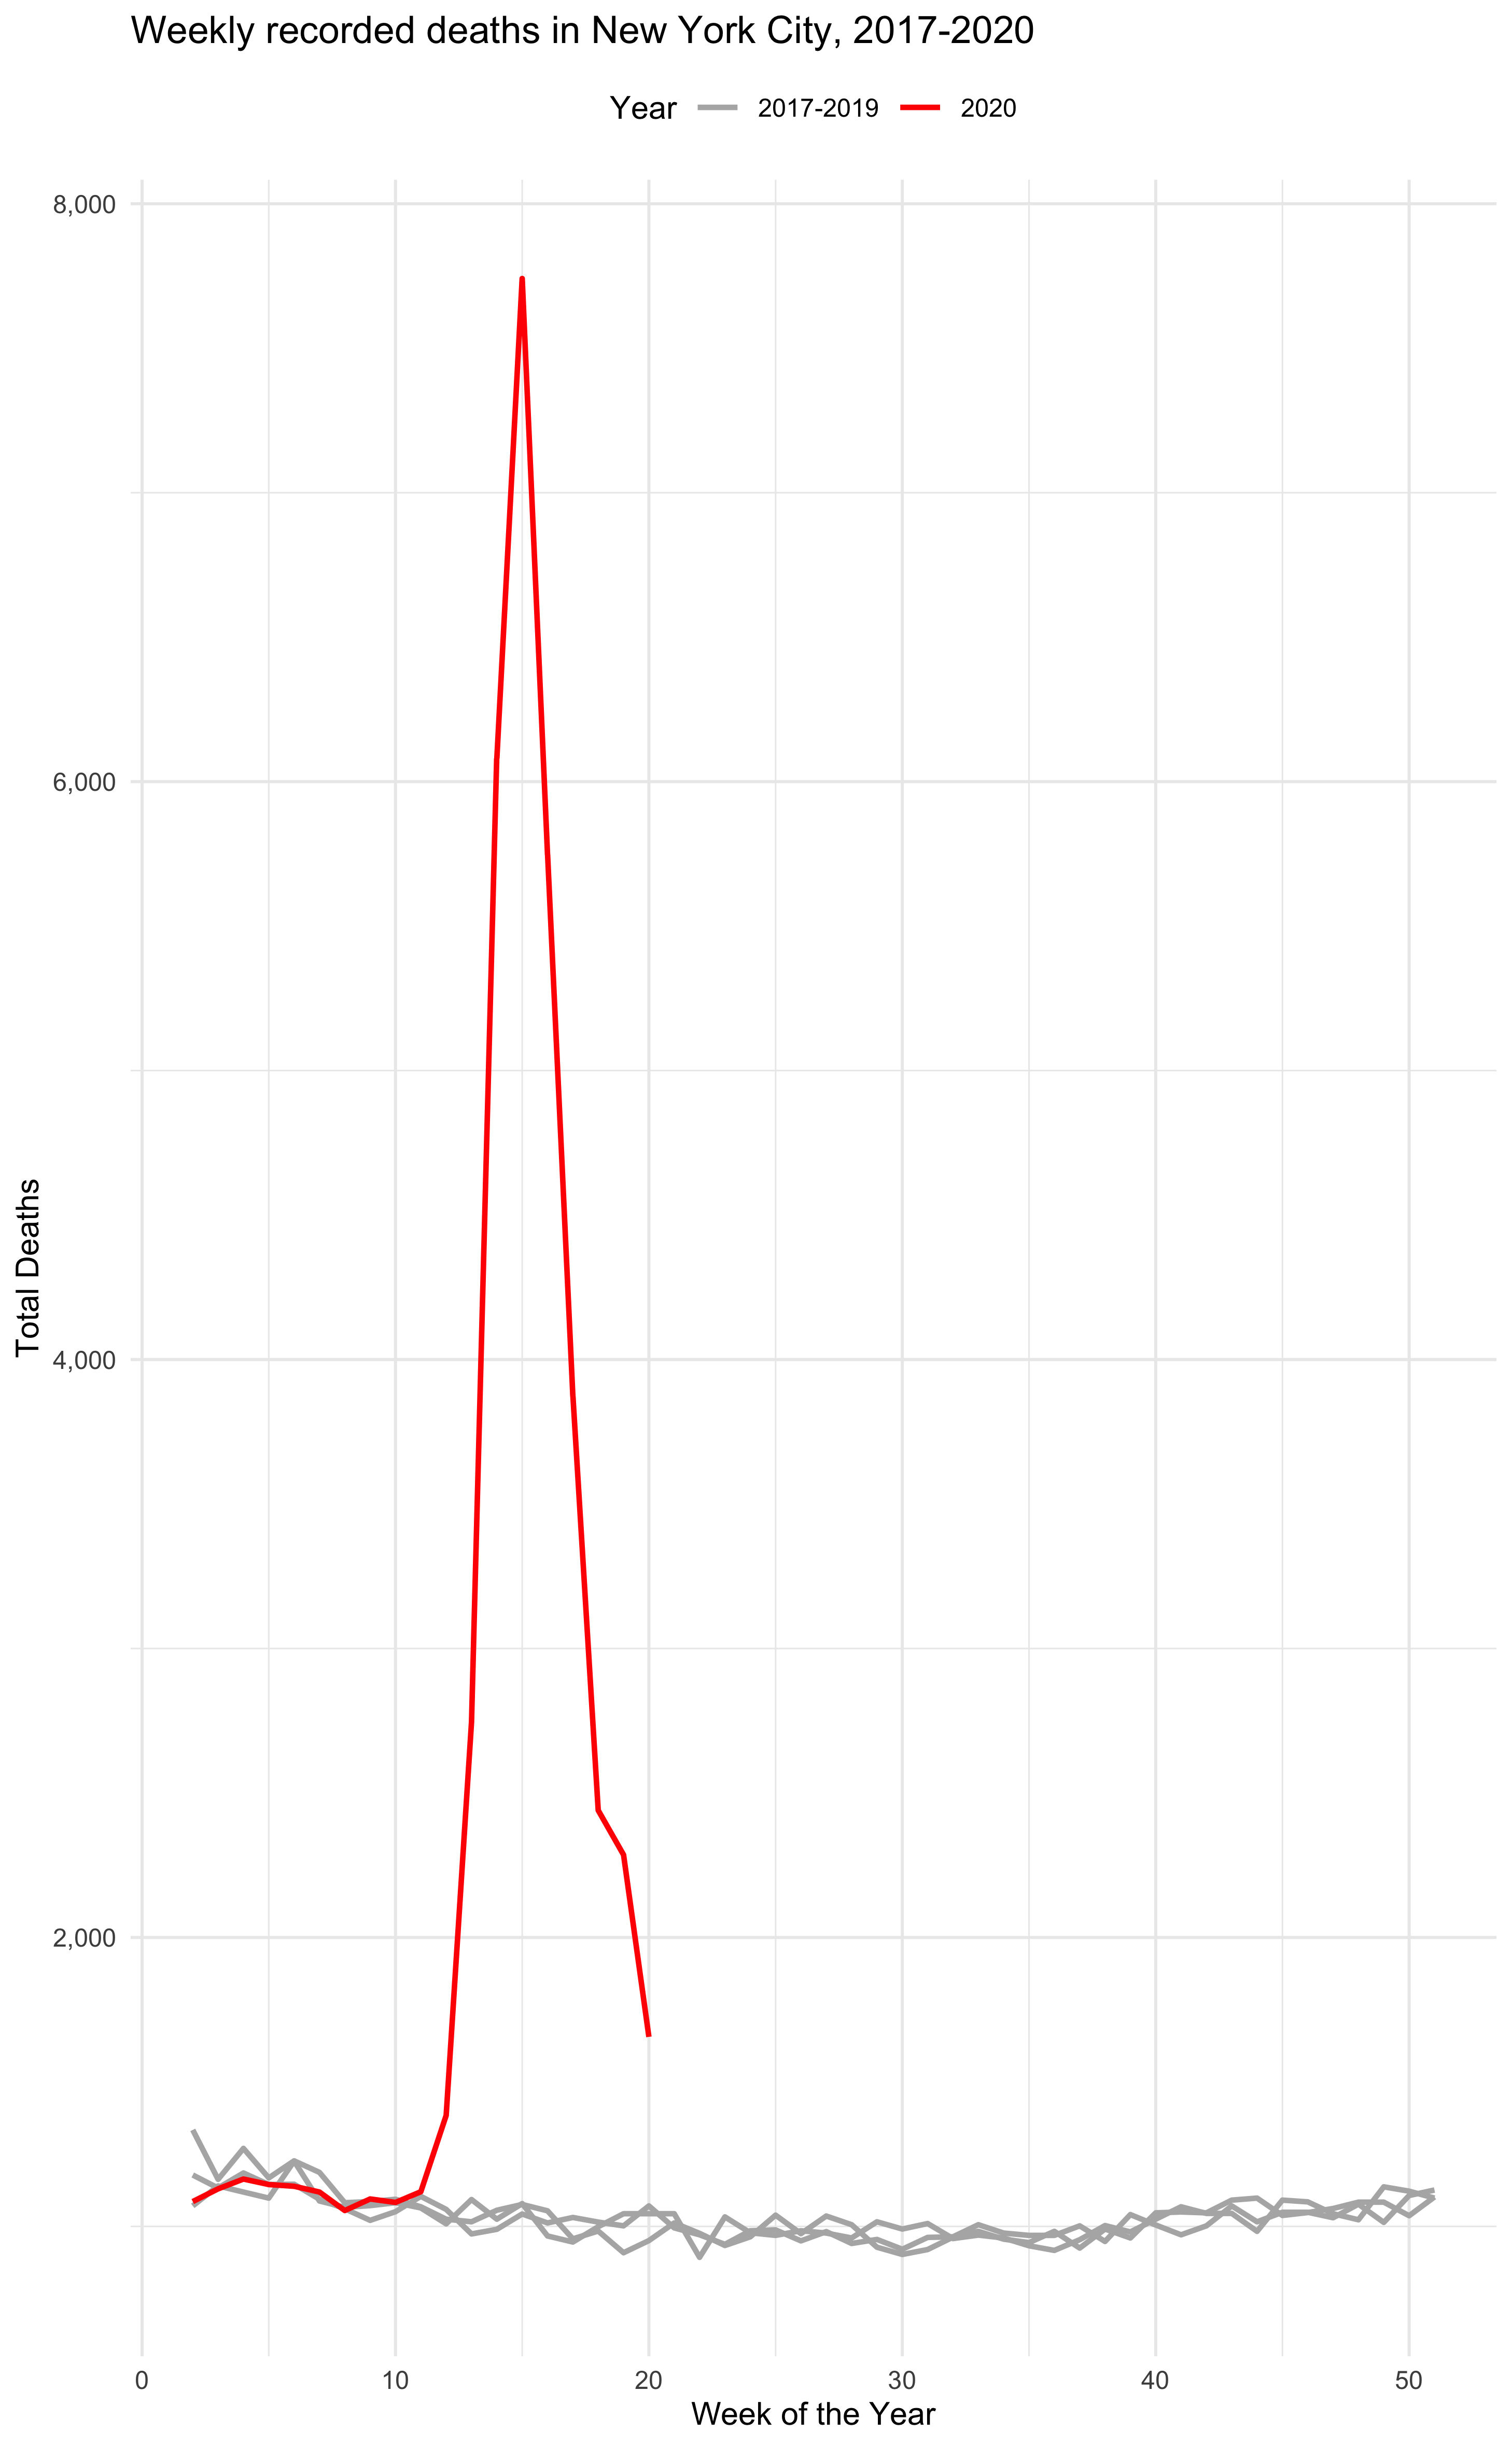 Weekly recorded deaths in New York City, 2017-2020
Year 2017-2019 2020
8,000
6,000
4,000
2,000
Total Deaths
0 10 20 30 40 50
Week of the Year